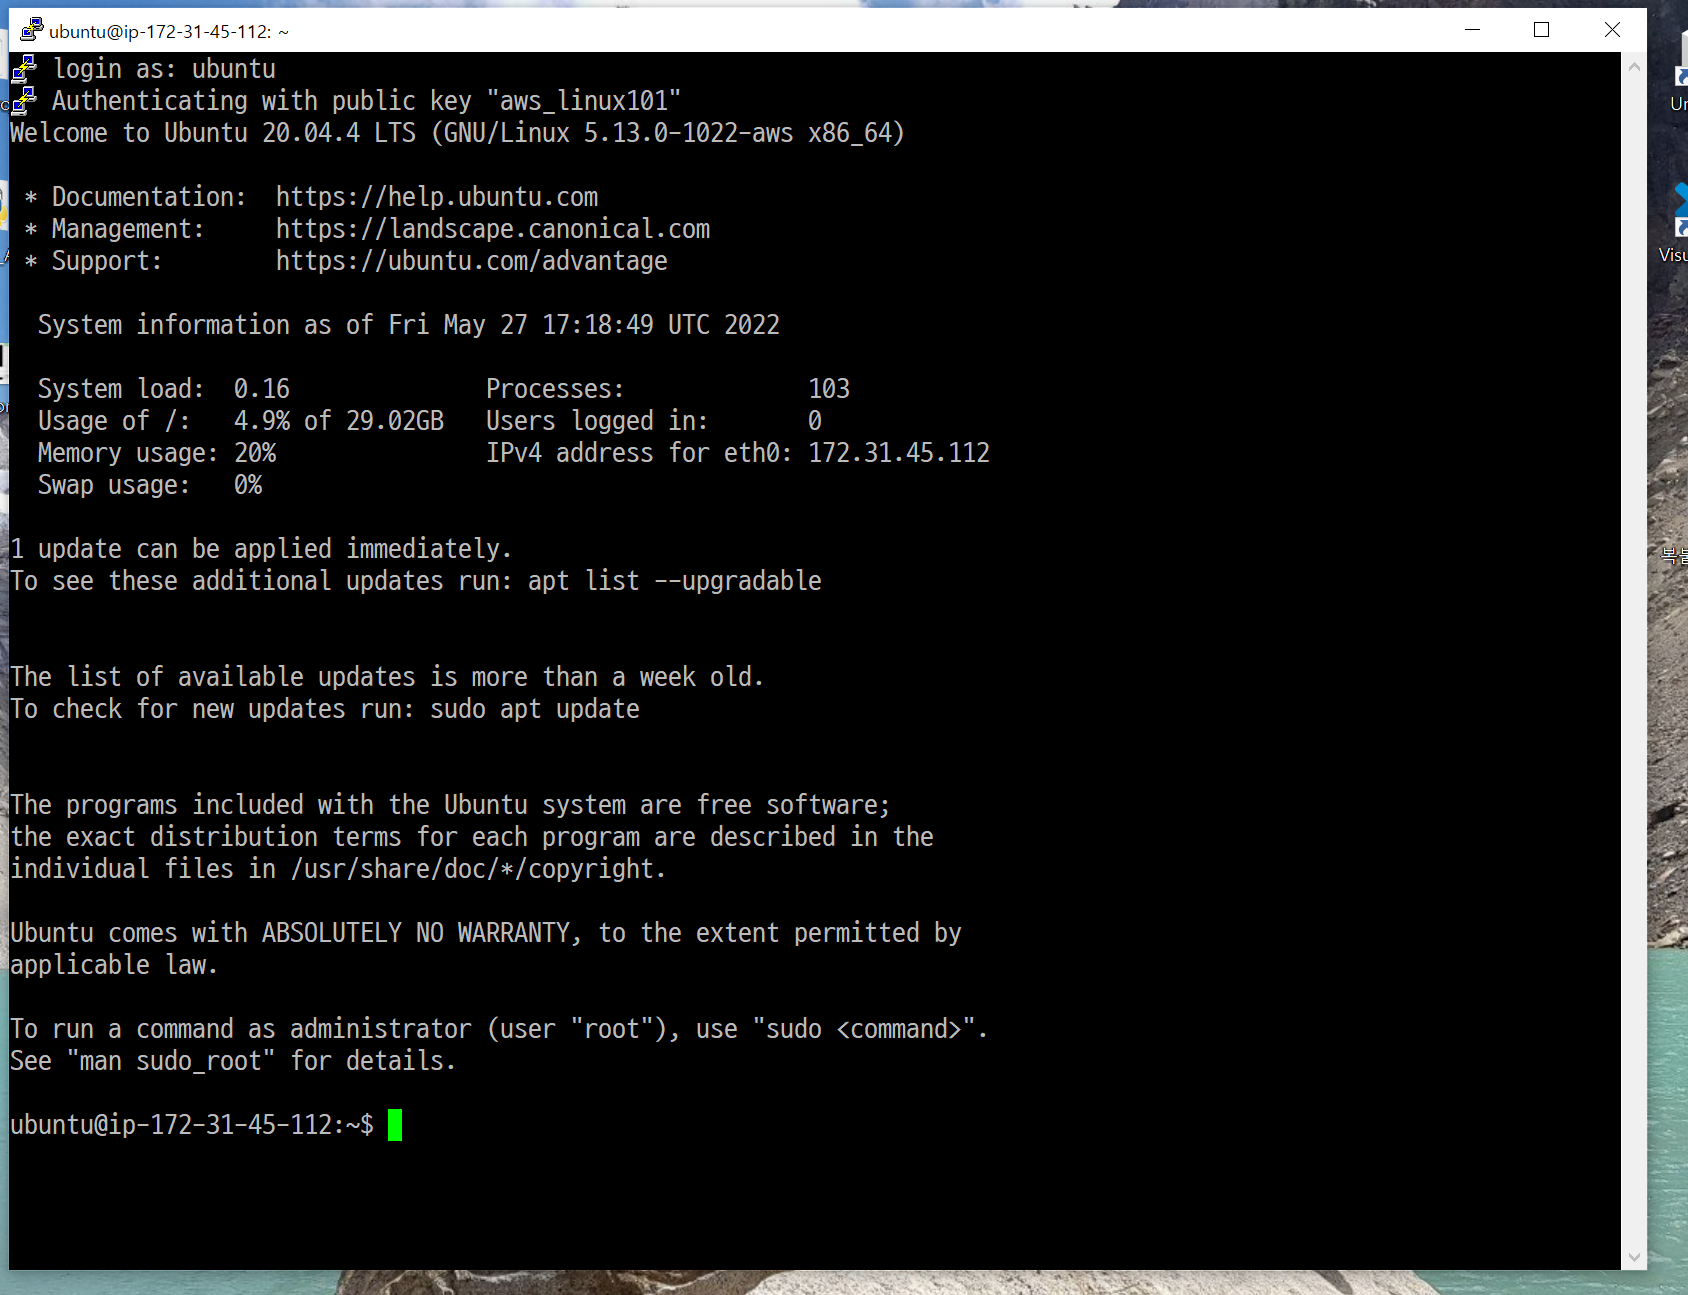 ubuntu@ip-172-31-45-112: ~
login as: ubuntu
Authenticating with public key "aws_linux101"
Welcome to Ubuntu 20.04.4 LTS (GNU/Linux 5.13.0-1022-aws x86_64)
* Documentation:  https://help.ubuntu.com
* Management:     https://landscape.canonical.com
* Support:        https://ubuntu.com/advantage
System information as of Fri May 27 17:18:49 UTC 2022
System load:  0.16              Processes:             103
Usage of /:   4.9% of 29.02GB   Users logged in:       0
Memory usage: 20%               IPv4 address for eth0: 172.31.45.112
Swap usage:   0%
1 update can be applied immediately.
To see these additional updates run: apt list --upgradable
The list of available updates is more than a week old.
To check for new updates run: sudo apt update
The programs included with the Ubuntu system are free software;
the exact distribution terms for each program are described in the
individual files in /usr/share/doc/*/copyright.
Ubuntu comes with ABSOLUTELY NO WARRANTY, to the extent permitted by
applicable law.
To run a command as administrator (user "root"), use "sudo <command>".
See "man sudo_root" for details.
ubuntu@ip-172-31-45-112:~$